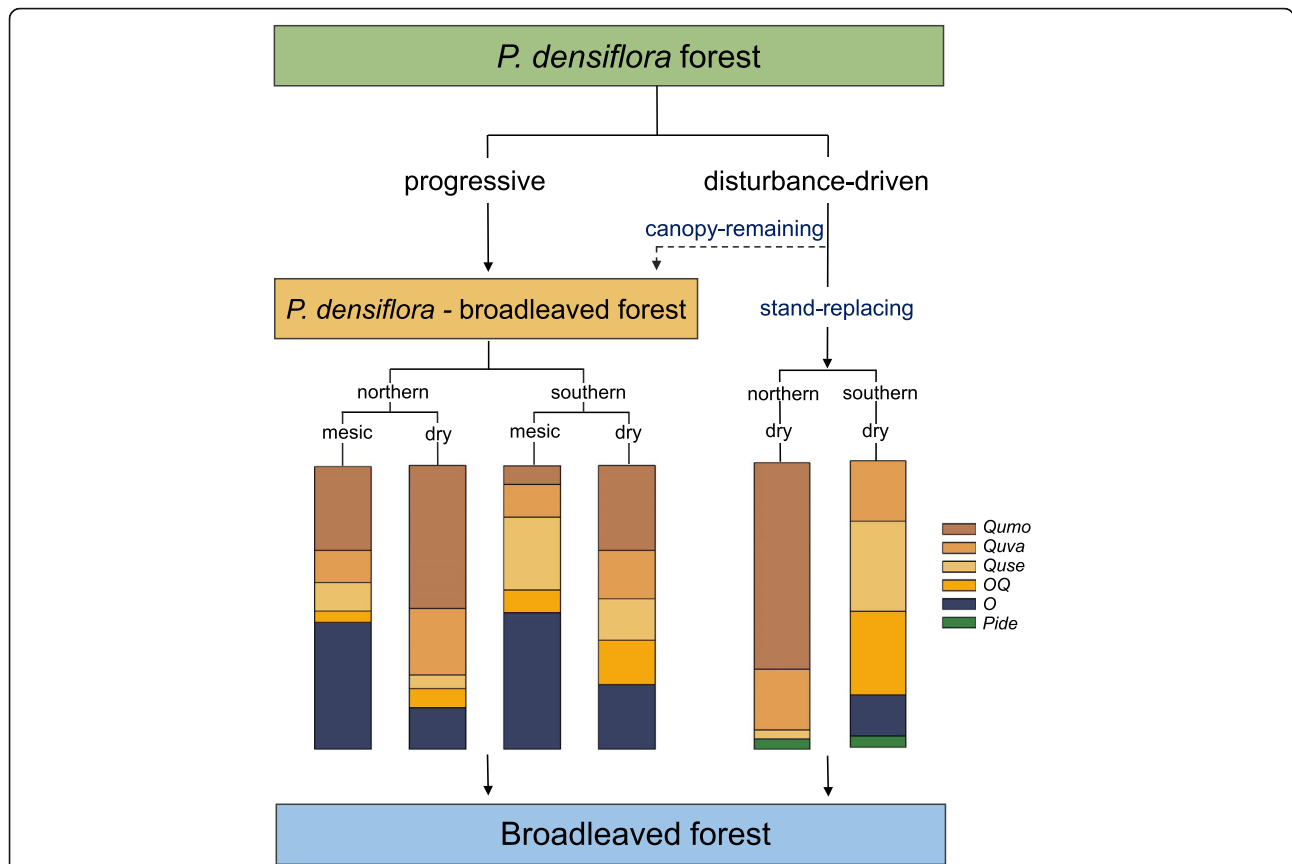 P. densiflora forest
progressive
disturbance-driven
canopy-remaining
P. densiflora - broadleaved forest
stand-replacing
northern
southern
northern
southern
mesic
dry
mesic
dry
dry
dry
Qumo
Quva
Quse
OQ
O
Pide
Broadleaved forest